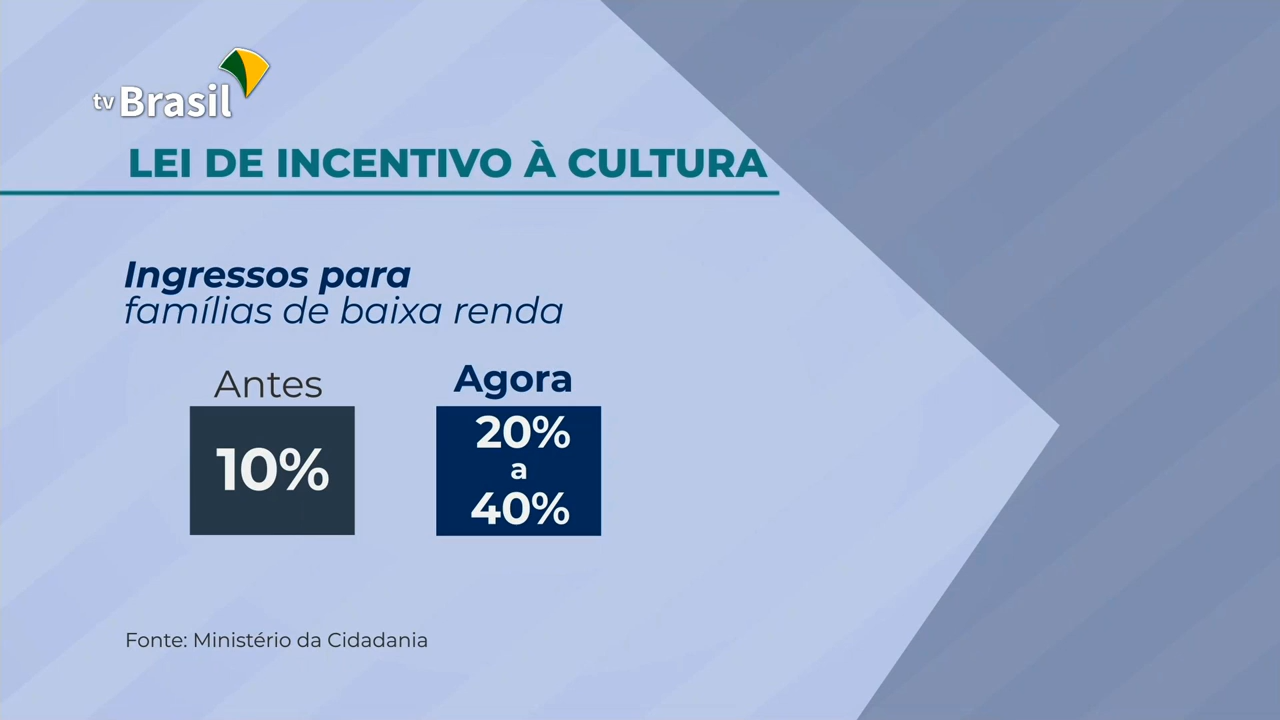 tv Brasil
LEI DE INCENTIVO À CULTURA
Ingressos para
famílias de baixa renda
Antes
10%
Agora
20%
a
40%
Fonte: Ministério da Cidadania